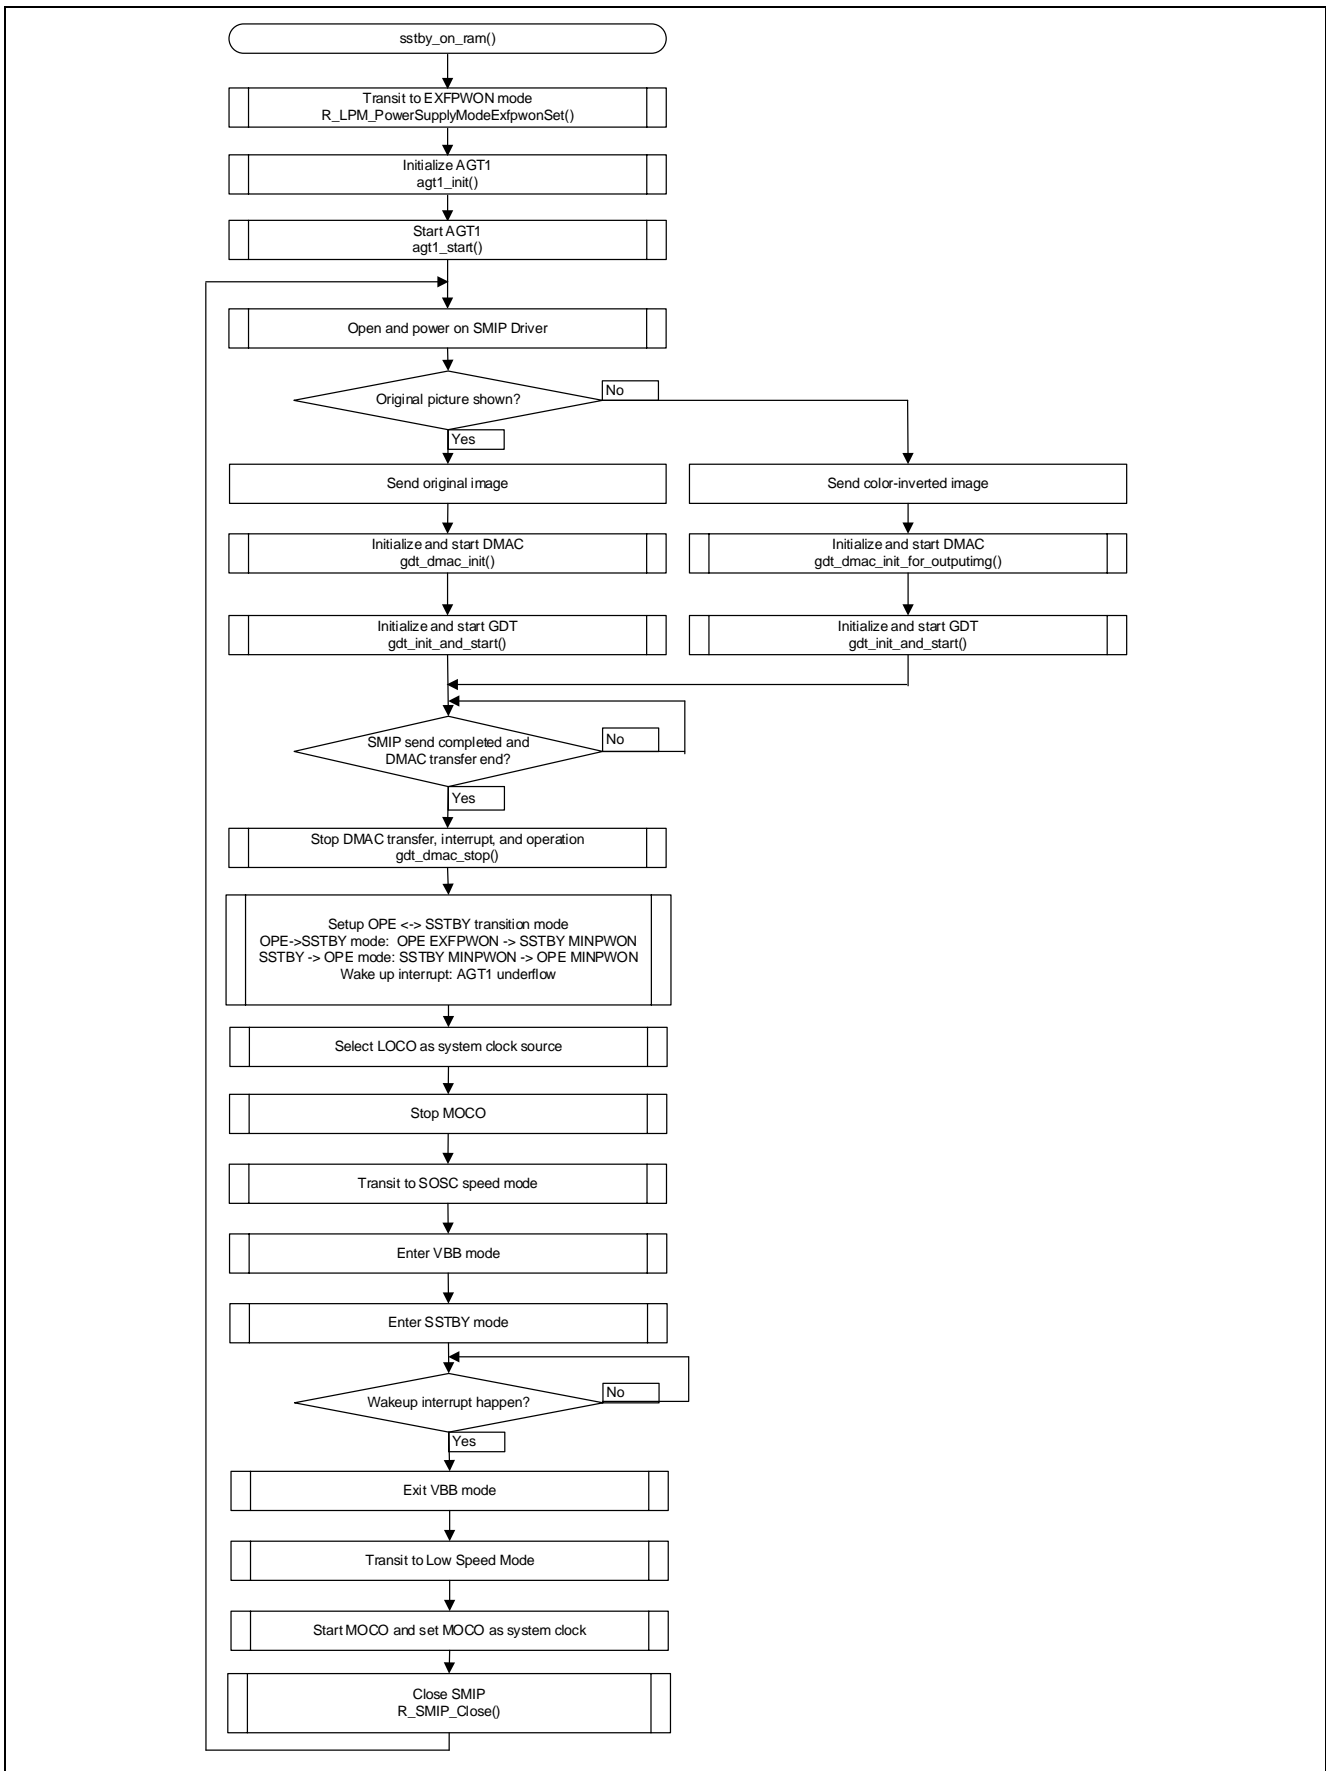 sstby_on_ram()
Transit to EXFPWON mode
R_LPM_PowerSupplyModeExfpwonSet()
Initialize AGT1
agt1_init()
Start AGT1
agt1_start()
Open and power on SMIP Driver
Original picture shown?
No
Yes
Send original image
Send color-inverted image
Initialize and start DMAC
gdt_dmac_init()
Initialize and start DMAC
gdt_dmac_init_for_outputimg()
Initialize and start GDT
gdt_init_and_start()
Initialize and start GDT
gdt_init_and_start()
SMIP send completed and
DMAC transfer end?
No
Yes
Stop DMAC transfer, interrupt, and operation
gdt_dmac_stop()
Setup OPE <-> SSTBY transition mode
OPE->SSTBY mode: OPE EXFPWON -> SSTBY MINPWON
SSTBY -> OPE mode: SSTBY MINPWON -> OPE MINPWON
Wake up interrupt: AGT1 underflow
Select LOCO as system clock source
Stop MOCO
Transit to SOSC speed mode
Enter VBB mode
Enter SSTBY mode
Wakeup interrupt happen?
No
Yes
Exit VBB mode
Transit to Low Speed Mode
Start MOCO and set MOCO as system clock
Close SMIP
R_SMIP_Close()